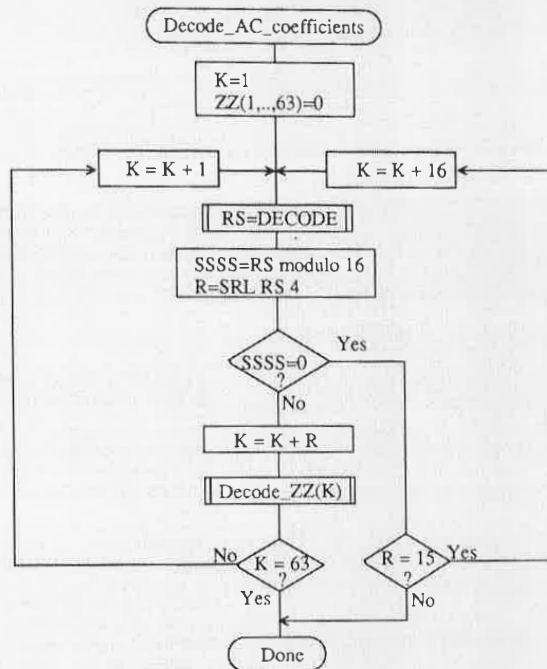 Decode_AC_coefficients
K=1
ZZ(1,..,63)=0
K = K + 1
K = K + 16
RS=DECODE
SSSS=RS modulo 16
R=SRL RS 4
SSSS=0
?
Yes
No
K = K + R
Decode_ZZ(K)
No
K = 63
?
Yes
R = 15
?
Yes
No
Done